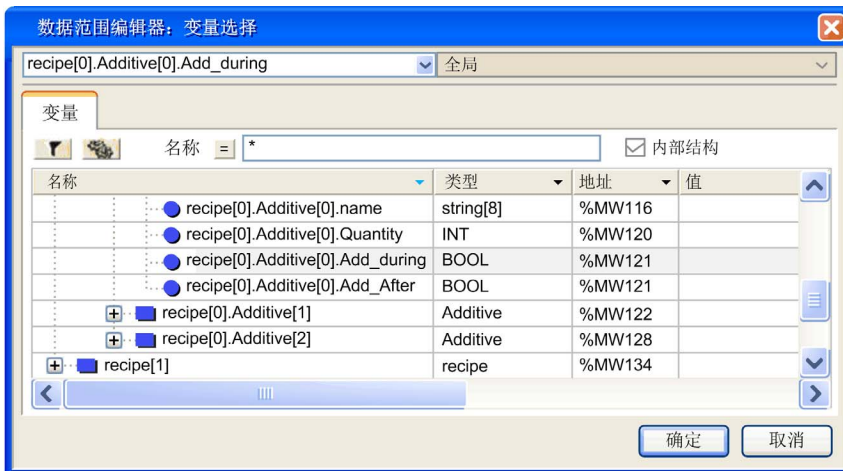 数据范围编辑器：变量选择
recipe[0].Additive[0].Add_during 全局
变量
名称 = * 内部结构
名称 类型 地址 值
recipe[0].Additive[0].name string[8] %MW116
recipe[0].Additive[0].Quantity INT %MW120
recipe[0].Additive[0].Add_during BOOL %MW121
recipe[0].Additive[0].Add_After BOOL %MW121
recipe[0].Additive[1] Additive %MW122
recipe[0].Additive[2] Additive %MW128
recipe[1] recipe %MW134
确定 取消